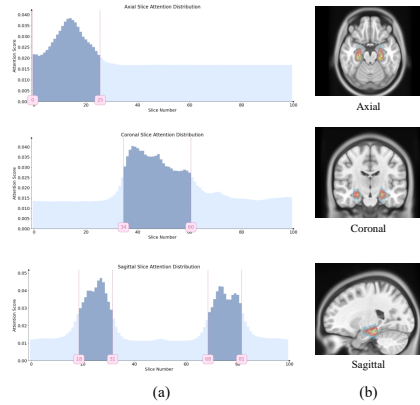 Axial Slice Attention Distribution
Attention Score
0.040
0.035
0.030
0.025
0.020
0.015
0.010
0.005
0.000
0 25
0 20 40 60 80 100
Slice Number
Axial
Coronal Slice Attention Distribution
Attention Score
0.040
0.035
0.030
0.025
0.020
0.015
0.010
0.005
0.000
34 60
0 20 40 60 80 100
Slice Number
Coronal
Sagittal Slice Attention Distribution
Attention Score
0.05
0.04
0.03
0.02
0.01
0.00
18 31 81
0 20 40 60 80 100
Slice Number
Sagittal
(a) (b)